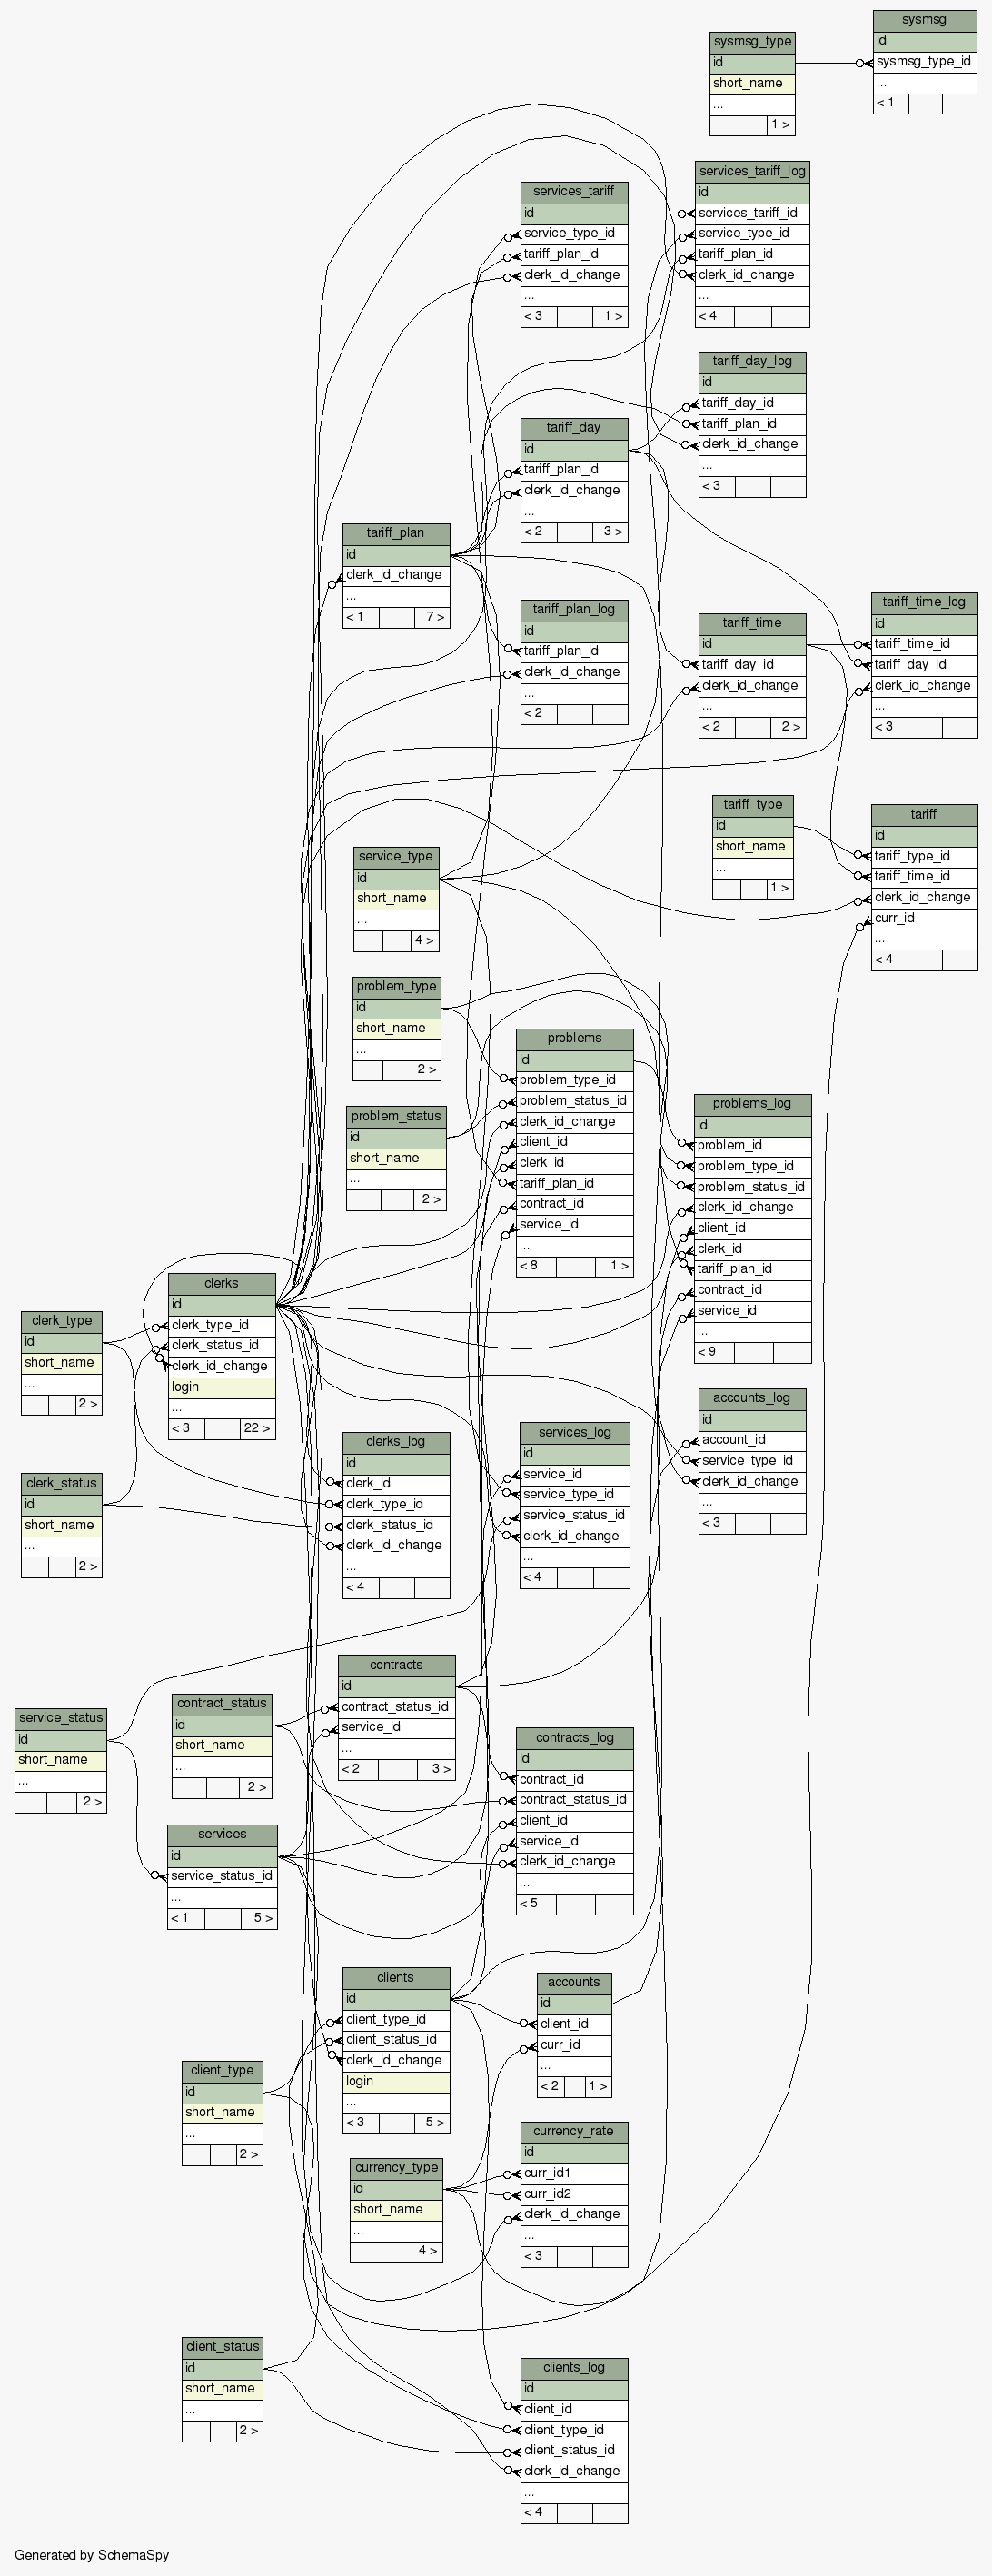 sysmsg
id
sysmsg_type_id
...
< 1
sysmsg_type
id
short_name
...
1 >
services_tariff_log
id
services_tariff_id
service_type_id
tariff_plan_id
clerk_id_change
...
< 4
services_tariff
id
service_type_id
tariff_plan_id
clerk_id_change
...
< 3 1 >
tariff_day_log
id
tariff_day_id
tariff_plan_id
clerk_id_change
...
< 3
tariff_day
id
tariff_plan_id
clerk_id_change
...
< 2 3 >
tariff_plan
id
clerk_id_change
...
< 1 7 >
tariff_plan_log
id
tariff_plan_id
clerk_id_change
...
< 2
tariff_time
id
tariff_day_id
clerk_id_change
...
< 2 2 >
tariff_time_log
id
tariff_time_id
tariff_day_id
clerk_id_change
...
< 3
tariff_type
id
short_name
...
1 >
tariff
id
tariff_type_id
tariff_time_id
clerk_id_change
curr_id
...
< 4
service_type
id
short_name
...
4 >
problem_type
id
short_name
...
2 >
problem_status
id
short_name
...
2 >
problems
id
problem_type_id
problem_status_id
clerk_id_change
client_id
clerk_id
tariff_plan_id
contract_id
service_id
...
< 8 1 >
problems_log
id
problem_id
problem_type_id
problem_status_id
clerk_id_change
client_id
clerk_id
tariff_plan_id
contract_id
service_id
...
< 9
clerks
id
clerk_type_id
clerk_status_id
clerk_id_change
login
...
< 3 22 >
clerk_type
id
short_name
...
2 >
clerk_status
id
short_name
...
2 >
clerks_log
id
clerk_id
clerk_type_id
clerk_status_id
clerk_id_change
...
< 4
services_log
id
service_id
service_type_id
service_status_id
clerk_id_change
...
< 4
accounts_log
id
account_id
service_type_id
clerk_id_change
...
< 3
contracts
id
contract_status_id
service_id
...
< 2 3 >
contract_status
id
short_name
...
2 >
service_status
id
short_name
...
2 >
contracts_log
id
contract_id
contract_status_id
client_id
service_id
clerk_id_change
...
< 5
services
id
service_status_id
...
< 1 5 >
clients
id
client_type_id
client_status_id
clerk_id_change
login
...
< 3 5 >
accounts
id
client_id
curr_id
...
< 2 1 >
client_type
id
short_name
...
2 >
currency_rate
id
curr_id1
curr_id2
clerk_id_change
...
< 3
currency_type
id
short_name
...
4 >
client_status
id
short_name
...
2 >
clients_log
id
client_id
client_type_id
client_status_id
clerk_id_change
...
< 4
Generated by SchemaSpy